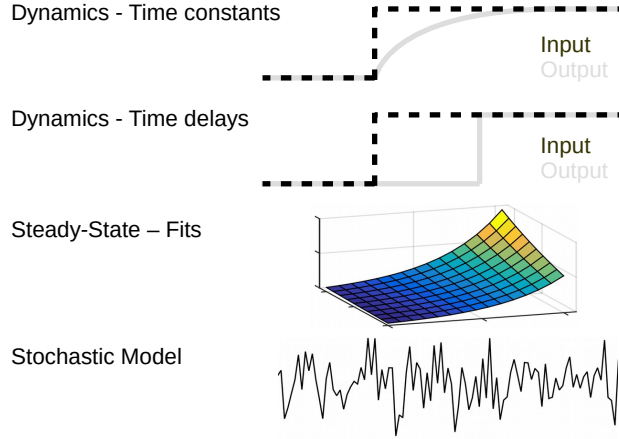 Dynamics - Time constants
Input
Output
Dynamics - Time delays
Input
Output
Steady-State – Fits
Stochastic Model